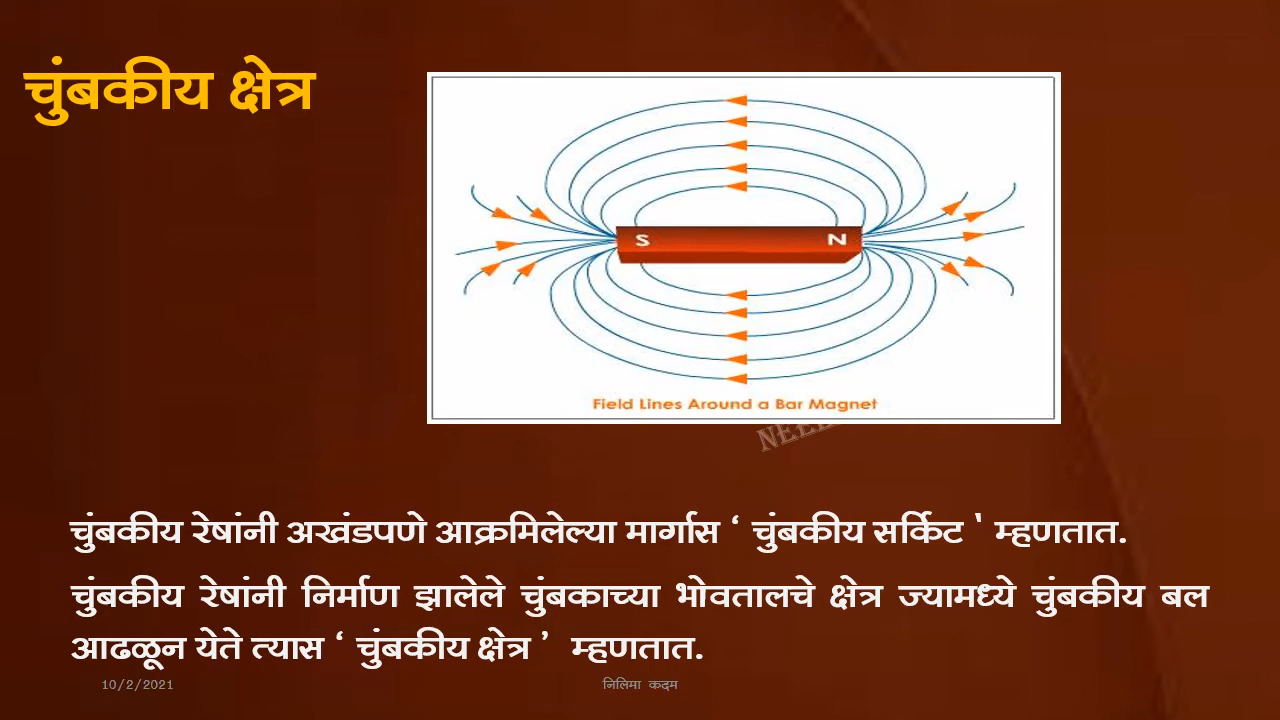 चुंबकीय क्षेत्र
S N
Field Lines Around a Bar Magnet
चुंबकीय रेषांनी अखंडपणे आक्रमिलेल्या मार्गास ‘ चुंबकीय सर्किट ‛ म्हणतात.
चुंबकीय रेषांनी निर्माण झालेले चुंबकाच्या भोवतालचे क्षेत्र ज्यामध्ये चुंबकीय बल
आढळून येते त्यास ‘ चुंबकीय क्षेत्र ’ म्हणतात.
10/2/2021
निलिमा कदम